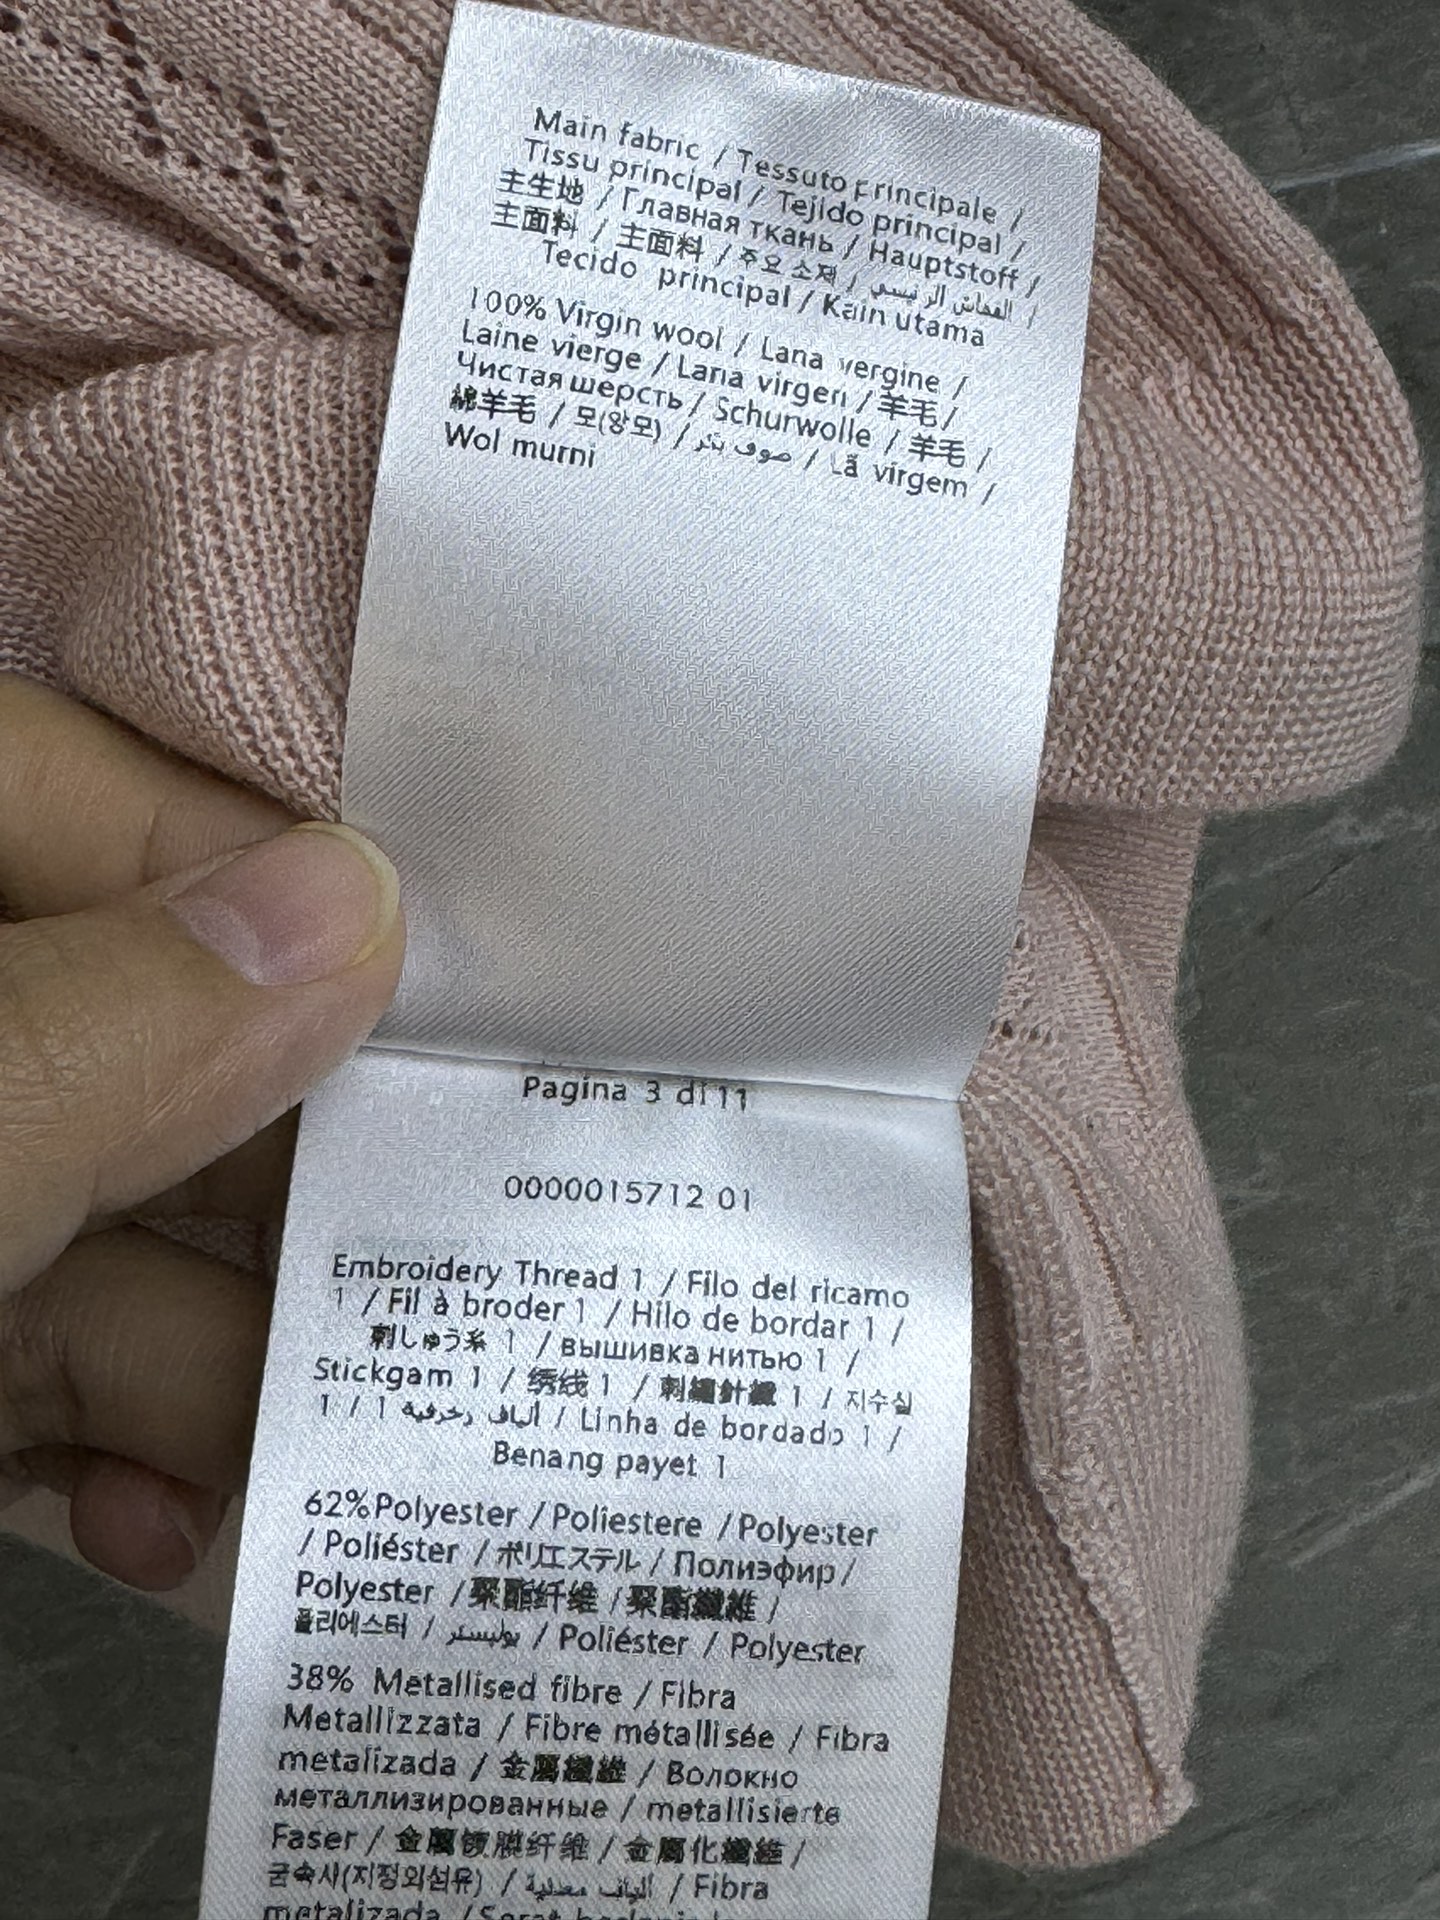 Main fabric / Tessuto Principale /
Tissu principal / Tejido principal /
主生地 / Главная ткань / Hauptstoff /
主面料 / 主面料 / 주요 소재 / القماش الرئيسي /
Tecido principal / Kain utama
100% Virgin wool / Lana vergine /
Laine vierge / Lana virgen / 羊毛 /
Чистая шерсть / Schurwolle / 羊毛 /
綿羊毛 / 모(양모) / صوف بكر / Lã virgem /
Wol murni
Pagina 3 di 11
0000015712 01
Embroidery Thread 1 / Filo del ricamo
1 / Fil à broder 1 / Hilo de bordar 1 /
刺しゅう糸 1 / вышивка нитью 1 /
Stickgarn 1 / 绣线 1 / 刺繡針織 1 / 자수실
1 / ألياف زخرفية 1 / Linha de bordado 1 /
Benang payet 1
62%Polyester / Poliestere / Polyester
/ Poliéster / ポリエステル / Полиэфир /
Polyester / 聚酯纤维 / 聚酯纖維 /
폴리에스터 / بوليستر / Poliéster / Polyester
38% Metallised fibre / Fibra
Metallizzata / Fibre métallisée / Fibra
metalizada / 金属繊維 / Волокно
металлизированные / metallisierte
Faser / 金属镀膜纤维 / 金屬化纖維 /
금속사(지정외섬유) / ألياف معدنية / Fibra
metalizada / Serat